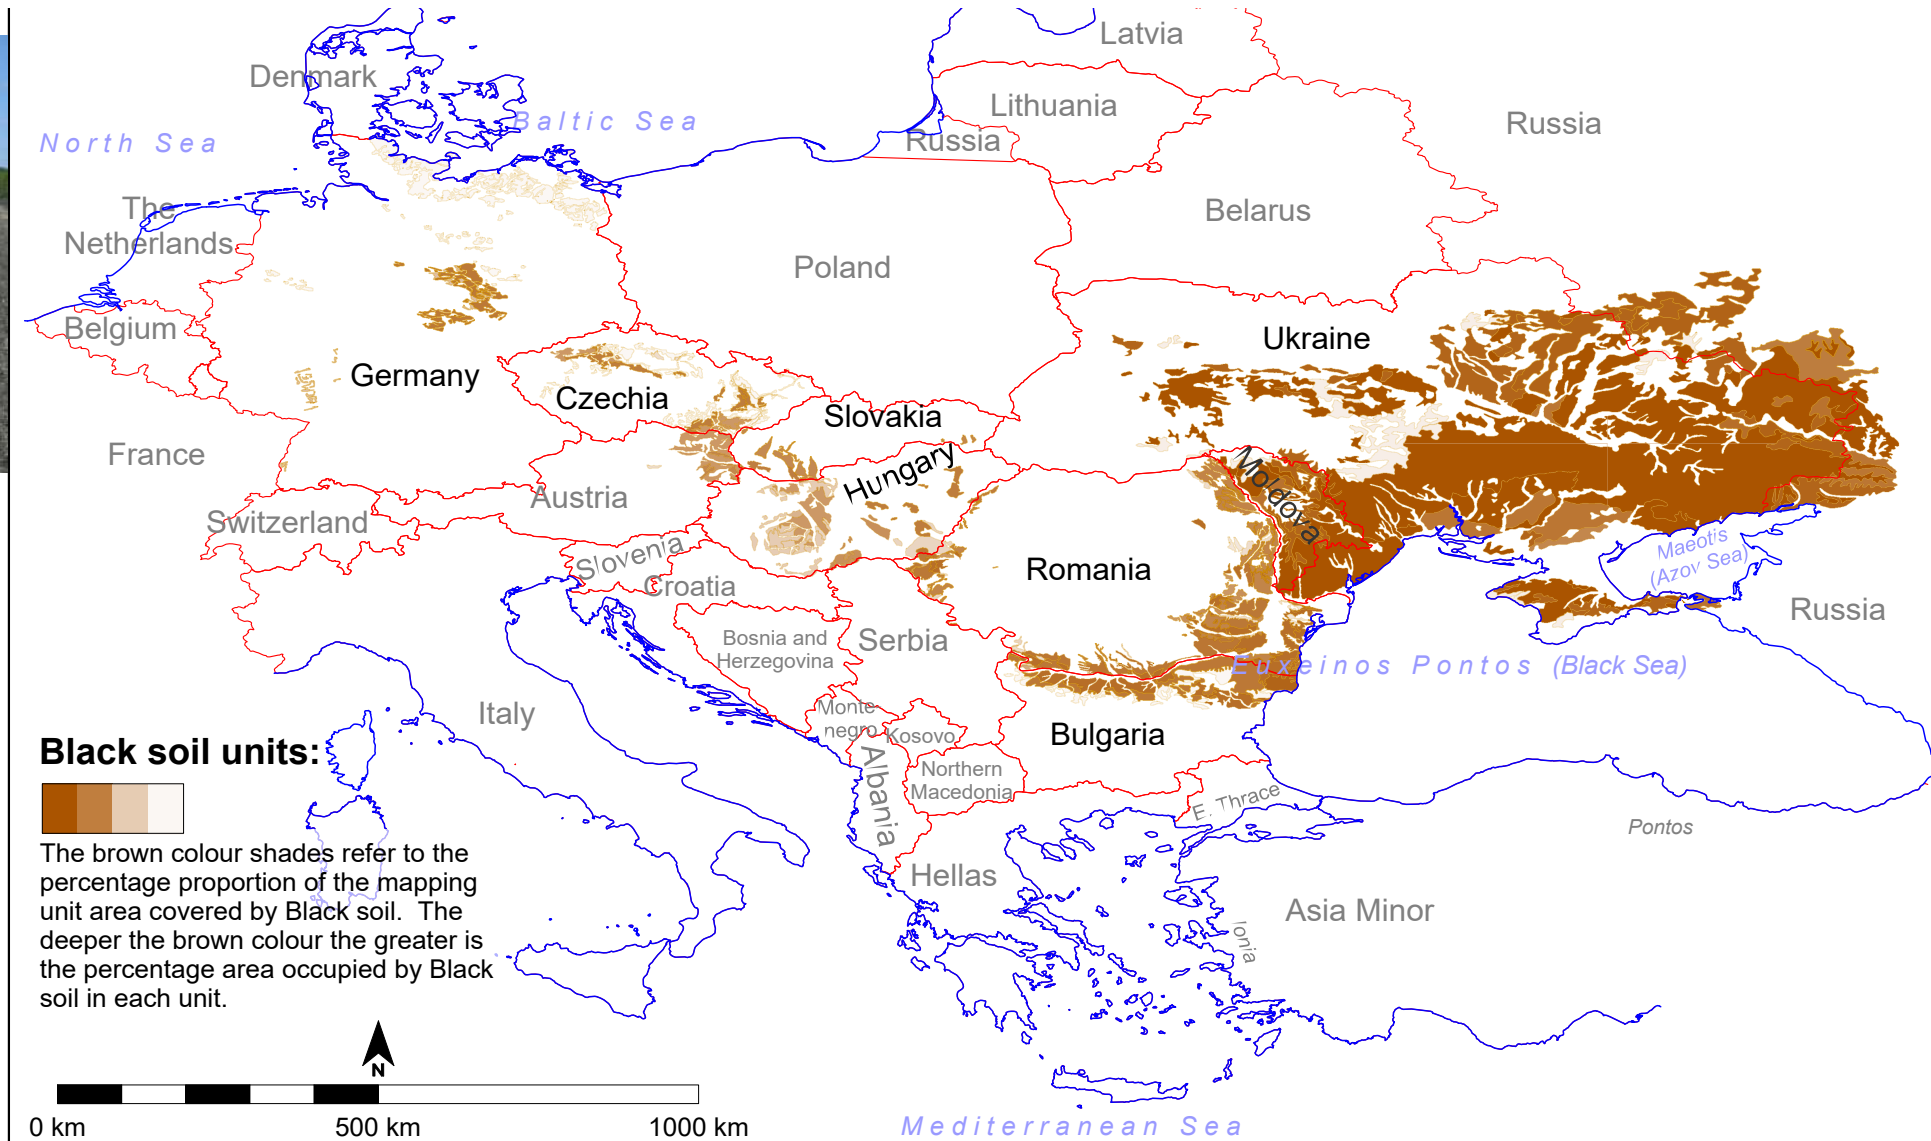 Latvia
Denmark
Lithuania
Baltic Sea
Russia
North Sea
Russia
The
Netherlands
Belarus
Poland
Belgium
Ukraine
Germany
Czechia
Slovakia
France
Hungary
Moldova
Austria
Switzerland
Slovenia
Maeotis
(Azov Sea)
Romania
Croatia
Russia
Bosnia and
Herzegovina
Serbia
Euxeinos Pontos (Black Sea)
Italy
Monte-
negro
Kosovo
Bulgaria
Albania
Northern
Macedonia
E. Thrace
Pontos
Hellas
Asia Minor
Ionia
Black soil units:
The brown colour shades refer to the
percentage proportion of the mapping
unit area covered by Black soil. The
deeper the brown colour the greater is
the percentage area occupied by Black
soil in each unit.
N
0 km 500 km 1000 km
Mediterranean Sea